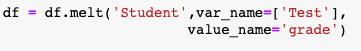 df = df.melt('Student',var_name=['Test'],
value_name='grade')